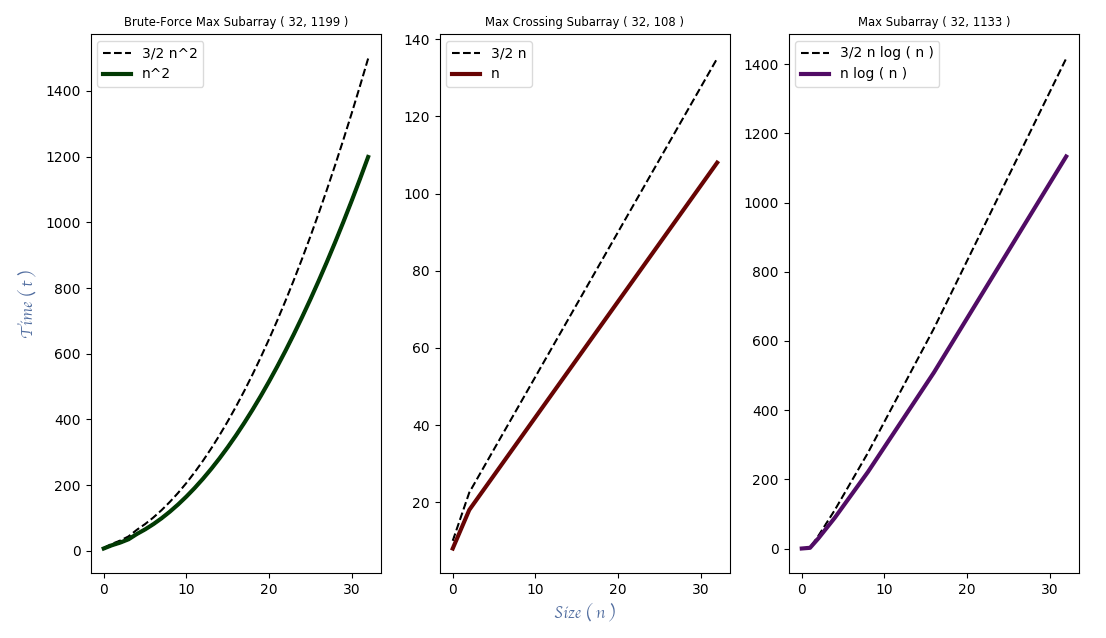 Brute-Force Max Subarray ( 32, 1199 )
3/2 n^2
n^2
1400
1200
1000
800
600
400
200
0
0 10 20 30
Time ( t )
Max Crossing Subarray ( 32, 108 )
3/2 n
n
140
120
100
80
60
40
20
0 10 20 30
Size ( n )
Max Subarray ( 32, 1133 )
3/2 n log ( n )
n log ( n )
1400
1200
1000
800
600
400
200
0
0 10 20 30